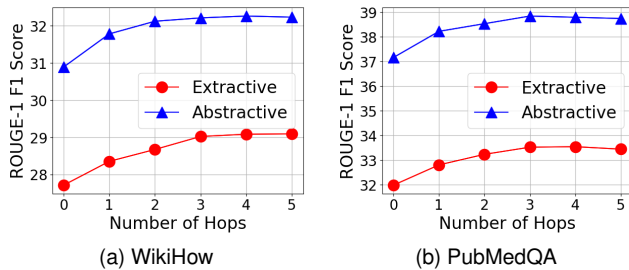 32
31
30
29
28
ROUGE-1 F1 Score
Extractive
Abstractive
0 1 2 3 4 5
Number of Hops
(a) WikiHow
39
38
37
36
35
34
33
32
ROUGE-1 F1 Score
Extractive
Abstractive
0 1 2 3 4 5
Number of Hops
(b) PubMedQA